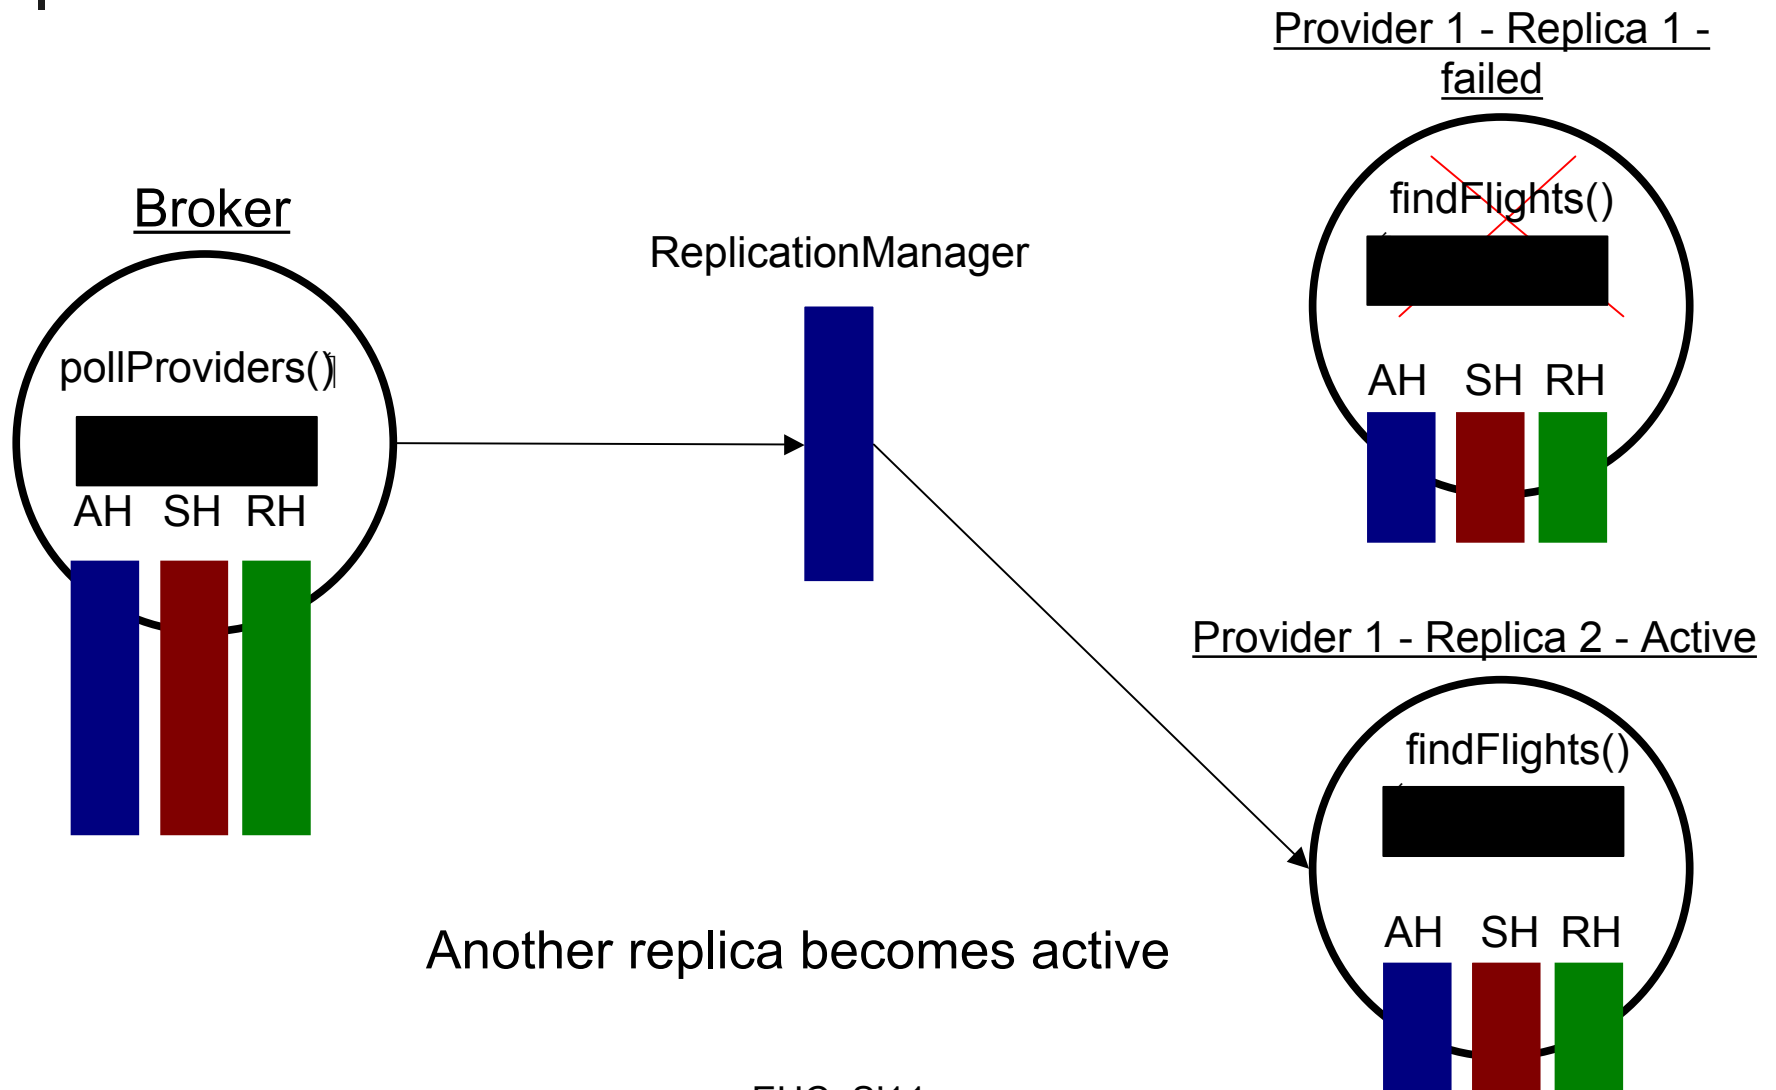 Provider 1 - Replica 1 -
failed
findFlights()
Broker
ReplicationManager
pollProviders()
AH SH RH
AH SH RH
Provider 1 - Replica 2 - Active
findFlights()
AH SH RH
Another replica becomes active